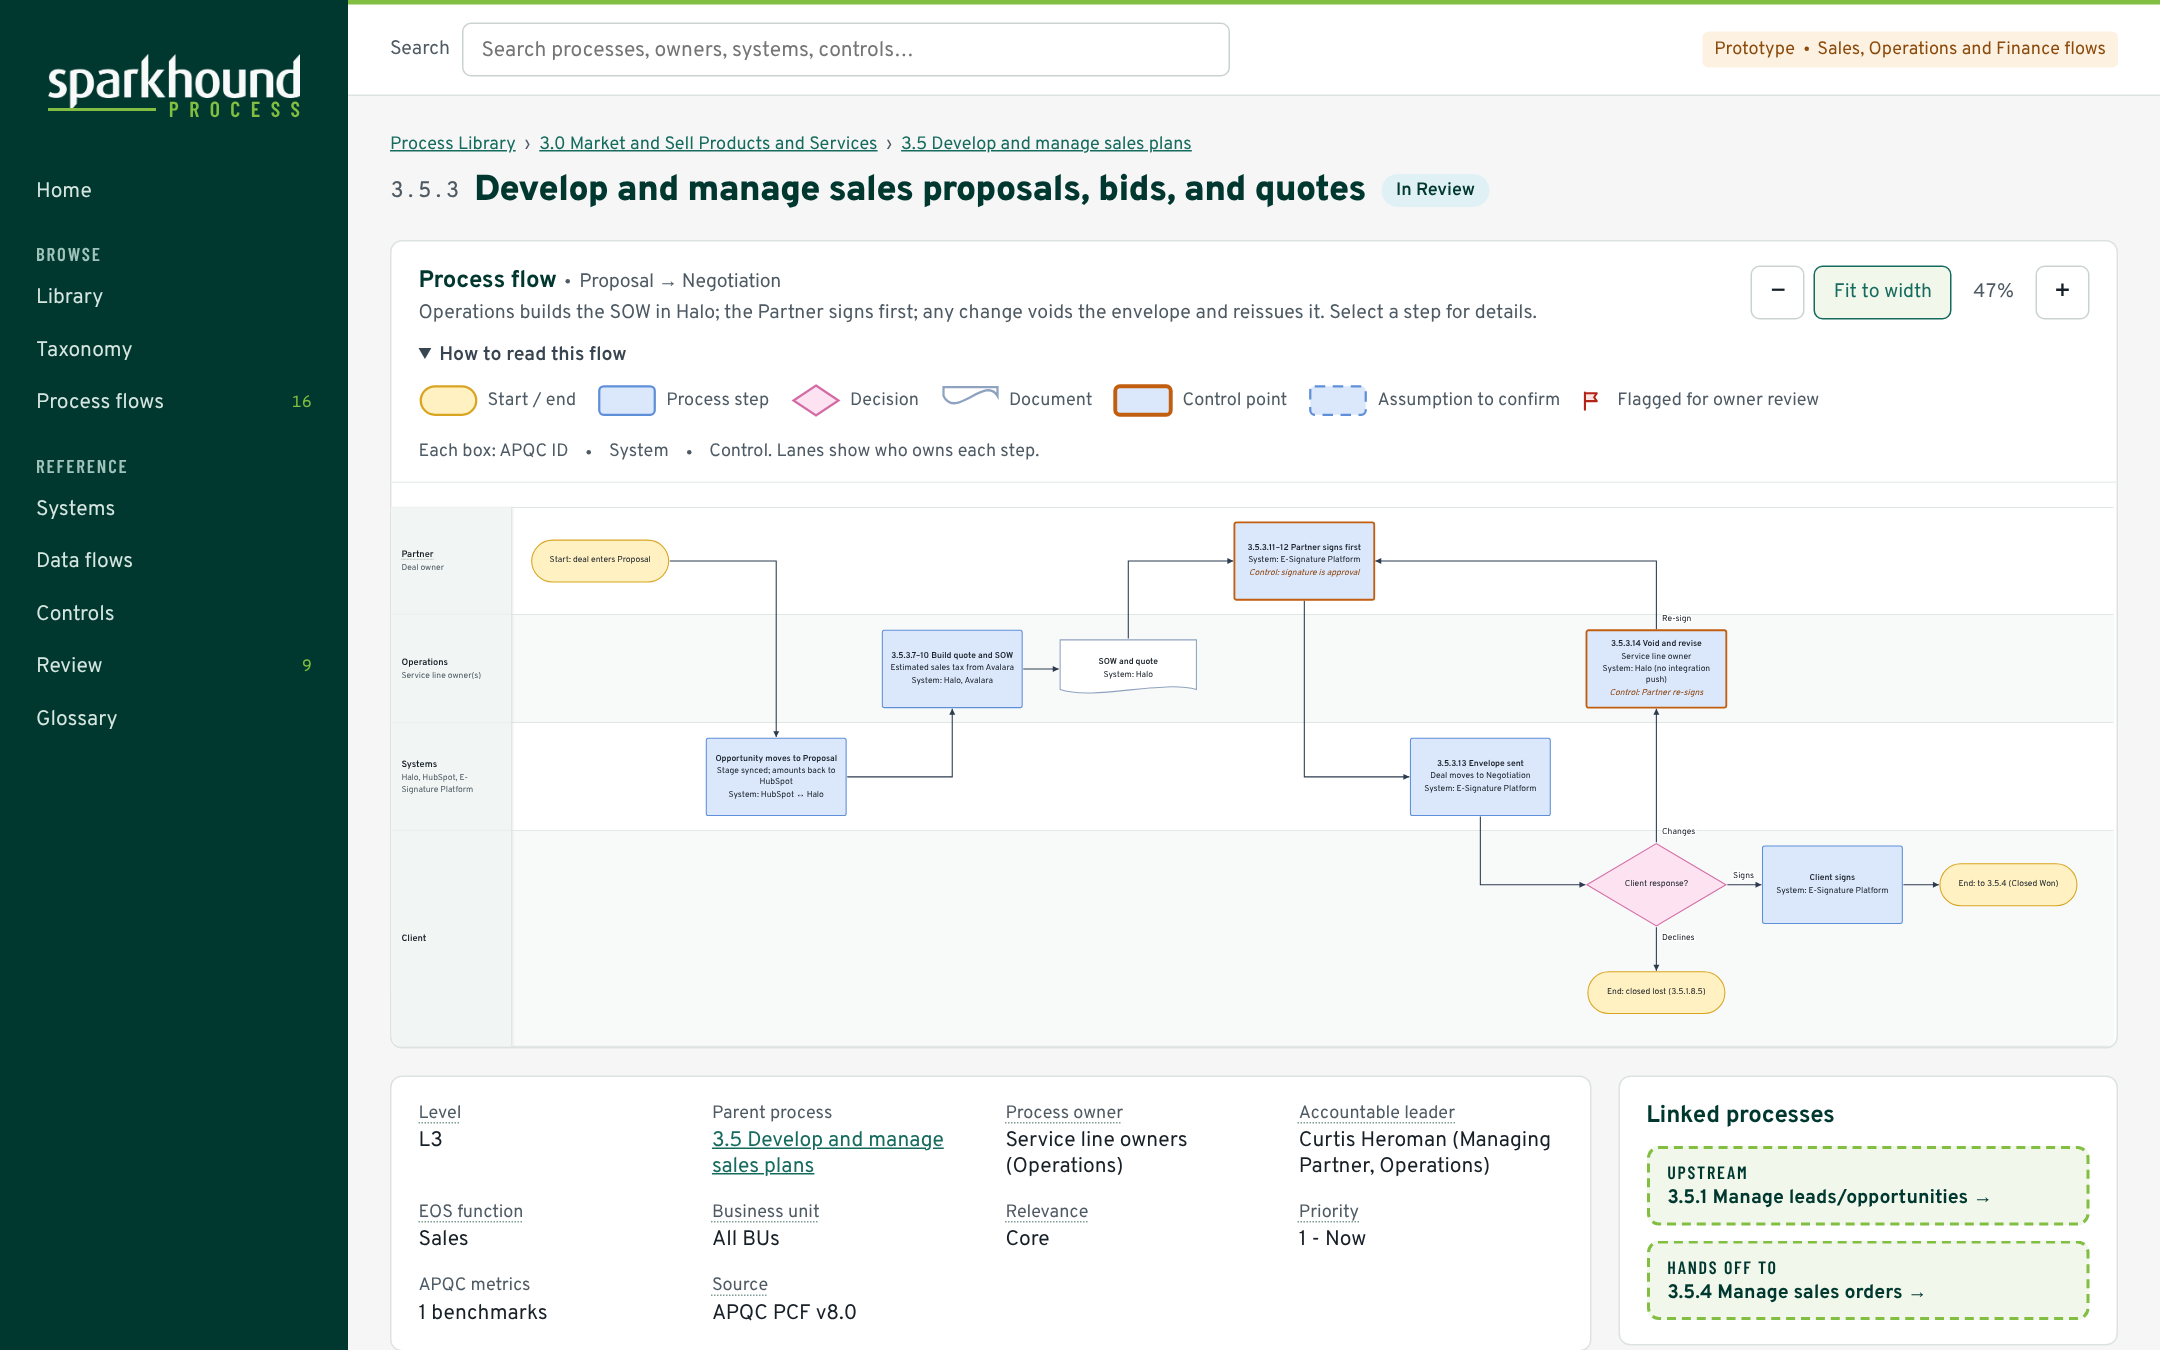 sparkhound
PROCESS
Home
BROWSE
Library
Taxonomy
Process flows 16
REFERENCE
Systems
Data flows
Controls
Review 9
Glossary
Search
Search processes, owners, systems, controls...
Prototype • Sales, Operations and Finance flows
Process Library › 3.0 Market and Sell Products and Services › 3.5 Develop and manage sales plans
3.5.3 Develop and manage sales proposals, bids, and quotes In Review
Process flow • Proposal → Negotiation
Operations builds the SOW in Halo; the Partner signs first; any change voids the envelope and reissues it. Select a step for details.
− Fit to width 47% +
▼ How to read this flow
Start / end
Process step
Decision
Document
Control point
Assumption to confirm
Flagged for owner review
Each box: APQC ID • System • Control. Lanes show who owns each step.
Partner
Deal owner
Start: deal enters Proposal
3.5.3.11–12 Partner signs first
System: E-Signature Platform
Control: signature is approval
Re-sign
Operations
Service line owner(s)
3.5.3.7–10 Build quote and SOW
Estimated sales tax from Avalara
System: Halo, Avalara
SOW and quote
System: Halo
3.5.3.14 Void and revise
Service line owner
System: Halo (no integration
push)
Control: Partner re-signs
Systems
Halo, HubSpot, E-
Signature Platform
Opportunity moves to Proposal
Stage synced; amounts back to
HubSpot
System: HubSpot ↔ Halo
3.5.3.13 Envelope sent
Deal moves to Negotiation
System: E-Signature Platform
Changes
Client
Client response?
Signs
Client signs
System: E-Signature Platform
End: to 3.5.4 (Closed Won)
Declines
End: closed lost (3.5.1.8.5)
Level
L3
Parent process
3.5 Develop and manage
sales plans
Process owner
Service line owners
(Operations)
Accountable leader
Curtis Heroman (Managing
Partner, Operations)
EOS function
Sales
Business unit
All BUs
Relevance
Core
Priority
1 - Now
APQC metrics
1 benchmarks
Source
APQC PCF v8.0
Linked processes
UPSTREAM
3.5.1 Manage leads/opportunities →
HANDS OFF TO
3.5.4 Manage sales orders →